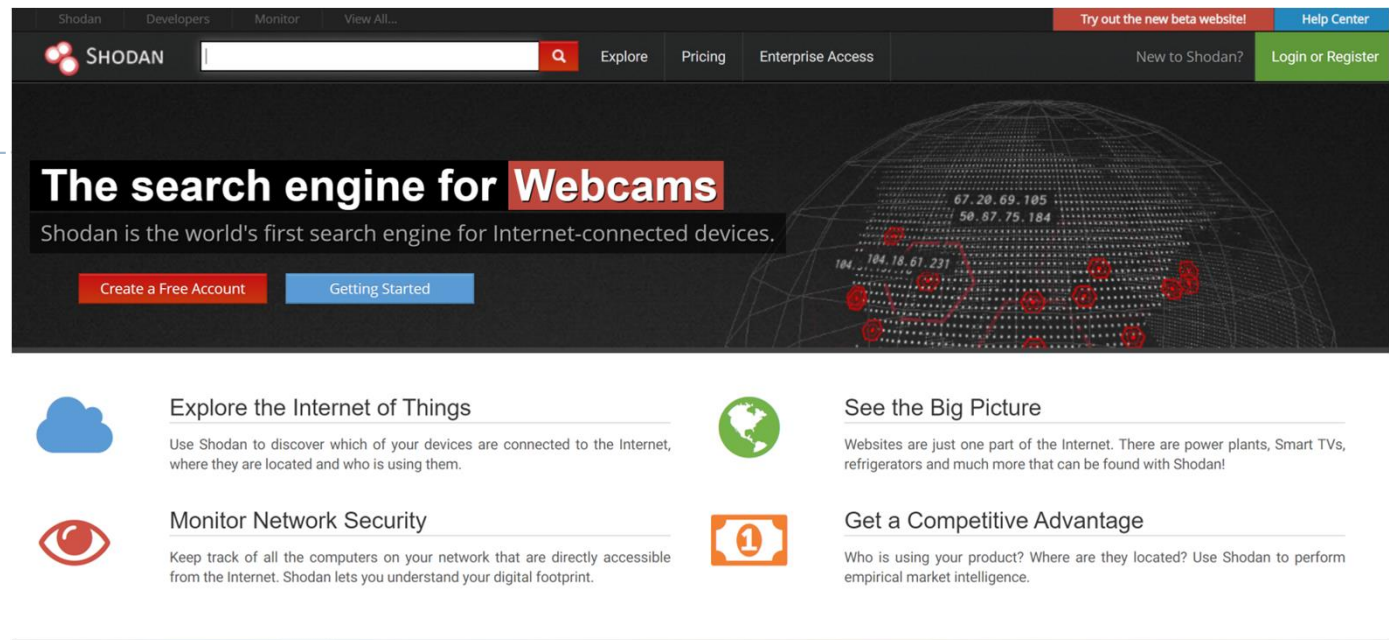 Shodan Developers Monitor View All...
Try out the new beta website! Help Center
SHODAN Explore Pricing Enterprise Access New to Shodan? Login or Register
The search engine for Webcams
Shodan is the world's first search engine for Internet-connected devices.
Create a Free Account Getting Started
67.20.69.105
50.87.75.184
104.18.61.231
104.
Explore the Internet of Things
Use Shodan to discover which of your devices are connected to the Internet,
where they are located and who is using them.
See the Big Picture
Websites are just one part of the Internet. There are power plants, Smart TVs,
refrigerators and much more that can be found with Shodan!
Monitor Network Security
Keep track of all the computers on your network that are directly accessible
from the Internet. Shodan lets you understand your digital footprint.
1
Get a Competitive Advantage
Who is using your product? Where are they located? Use Shodan to perform
empirical market intelligence.